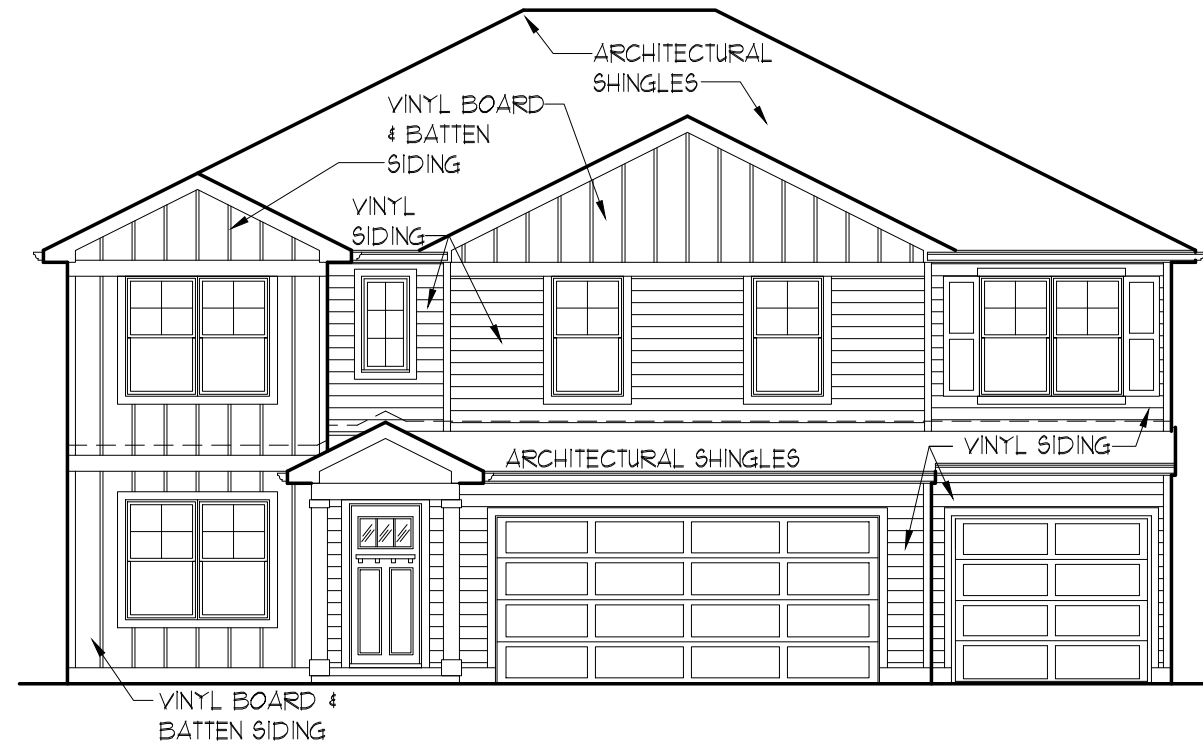 ARCHITECTURAL
SHINGLES
VINYL BOARD
& BATTEN
SIDING
VINYL
SIDING
ARCHITECTURAL SHINGLES
VINYL SIDING
VINYL BOARD &
BATTEN SIDING